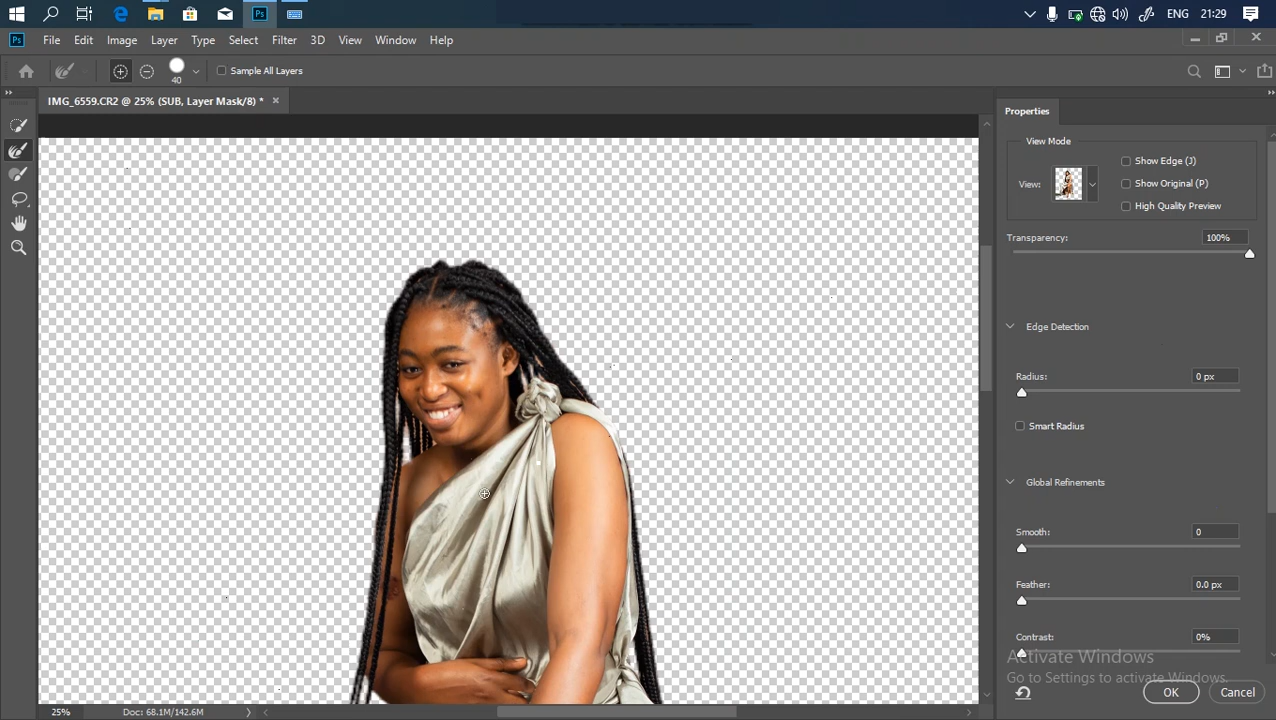 ENG 21:29
Ps File Edit Image Layer Type Select Filter 3D View Window Help
40 Sample All Layers
IMG_6559.CR2 @ 25% (SUB, Layer Mask/8) *
Properties
View Mode
Show Edge (J)
View:
Show Original (P)
High Quality Preview
Transparency: 100%
Edge Detection
Radius: 0 px
Smart Radius
Global Refinements
Smooth: 0
Feather: 0.0 px
Contrast: 0%
Activate Windows
Go to Settings to activate Windows.
OK Cancel
25% Doc: 68.1M/142.6M